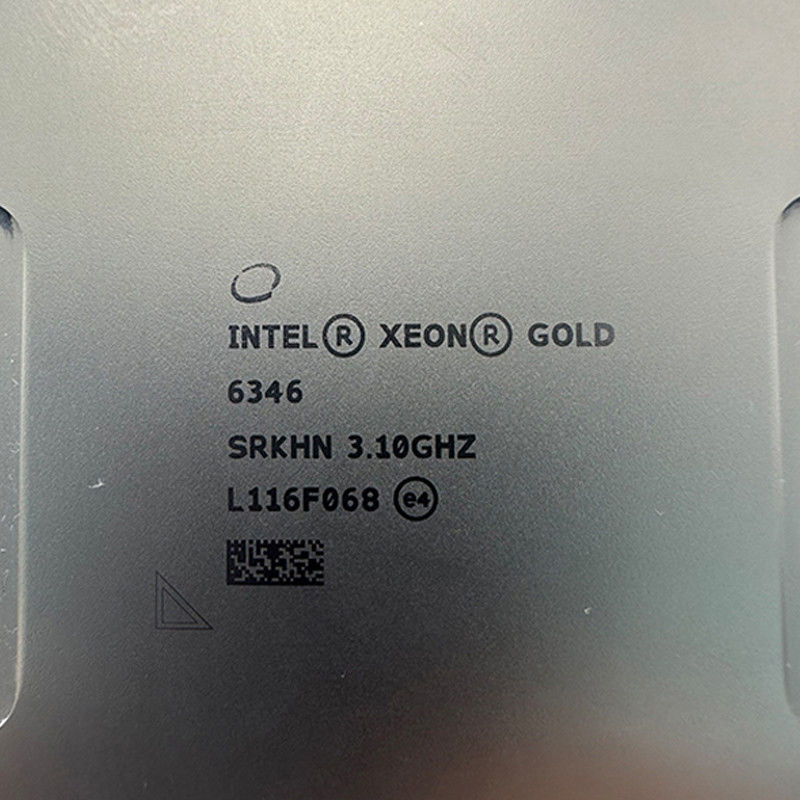 INTEL® XEON® GOLD
6346
SRKHN 3.10GHZ
L116F068 e4